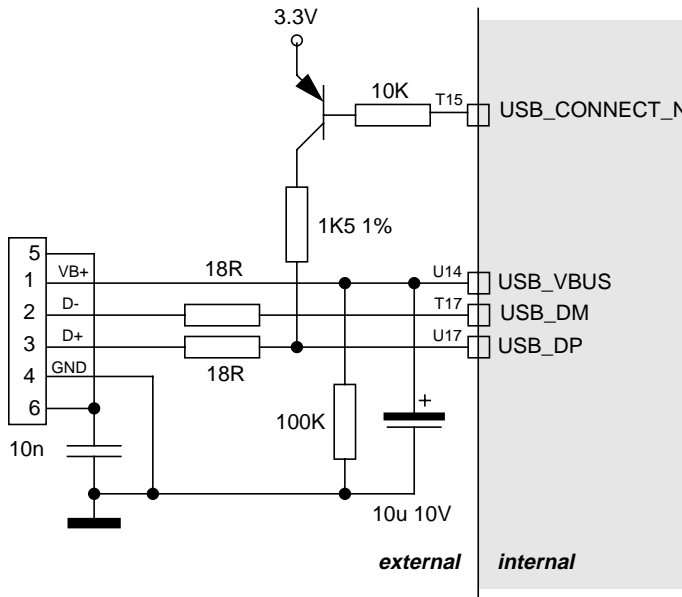 3.3V
10K
T15
USB_CONNECT_N
1K5 1%
5
1
VB+
18R
U14
USB_VBUS
2
D-
T17
USB_DM
3
D+
U17
USB_DP
4
GND
18R
6
10n
100K
+
10u 10V
external
internal